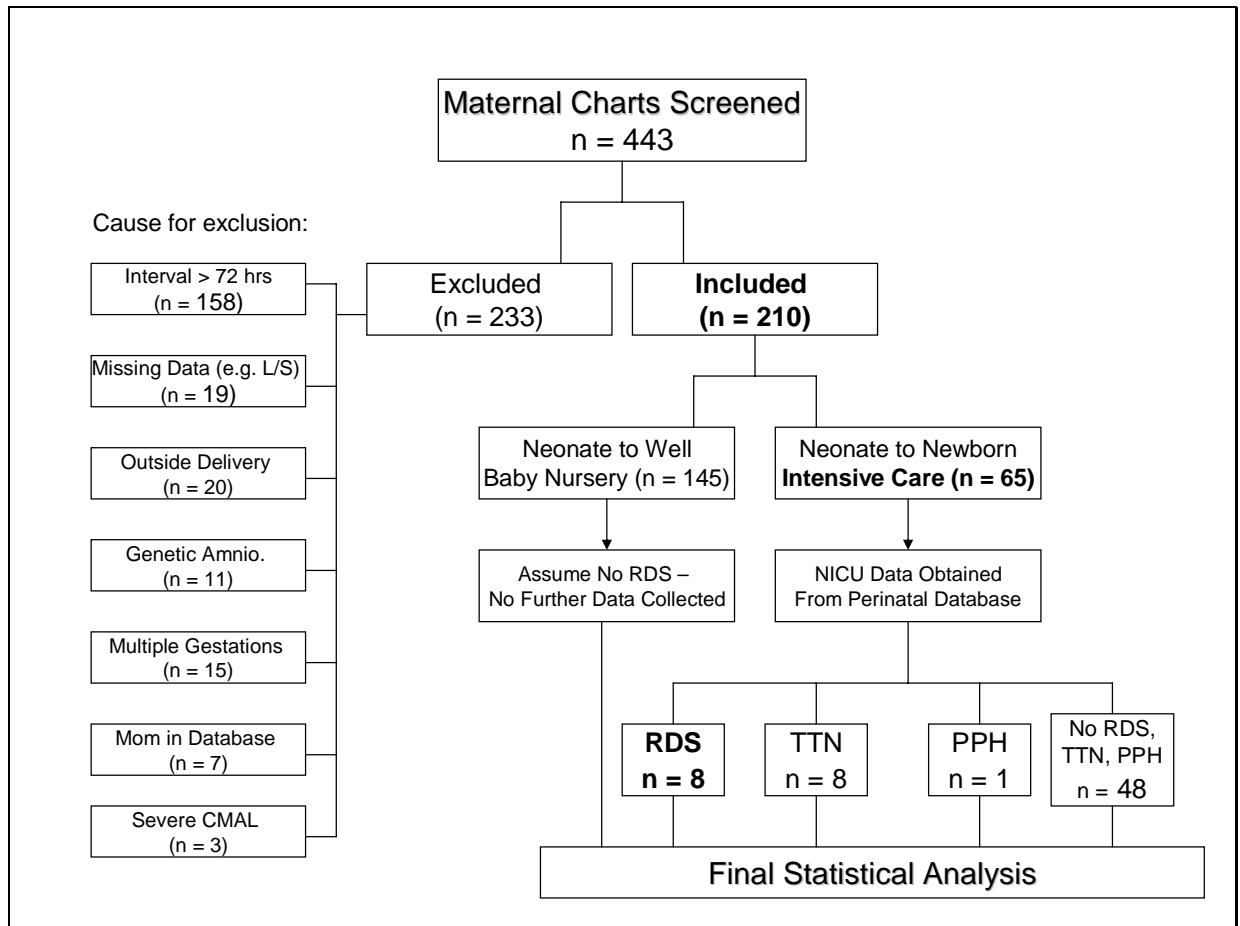 Maternal Charts Screened
n = 443
Cause for exclusion:
Interval > 72 hrs
(n = 158)
Missing Data (e.g. L/S)
(n = 19)
Outside Delivery
(n = 20)
Genetic Amnio.
(n = 11)
Multiple Gestations
(n = 15)
Mom in Database
(n = 7)
Severe CMAL
(n = 3)
Excluded
(n = 233)
Included
(n = 210)
Neonate to Well
Baby Nursery (n = 145)
Neonate to Newborn
Intensive Care (n = 65)
Assume No RDS –
No Further Data Collected
NICU Data Obtained
From Perinatal Database
RDS
n = 8
TTN
n = 8
PPH
n = 1
No RDS,
TTN, PPH
n = 48
Final Statistical Analysis